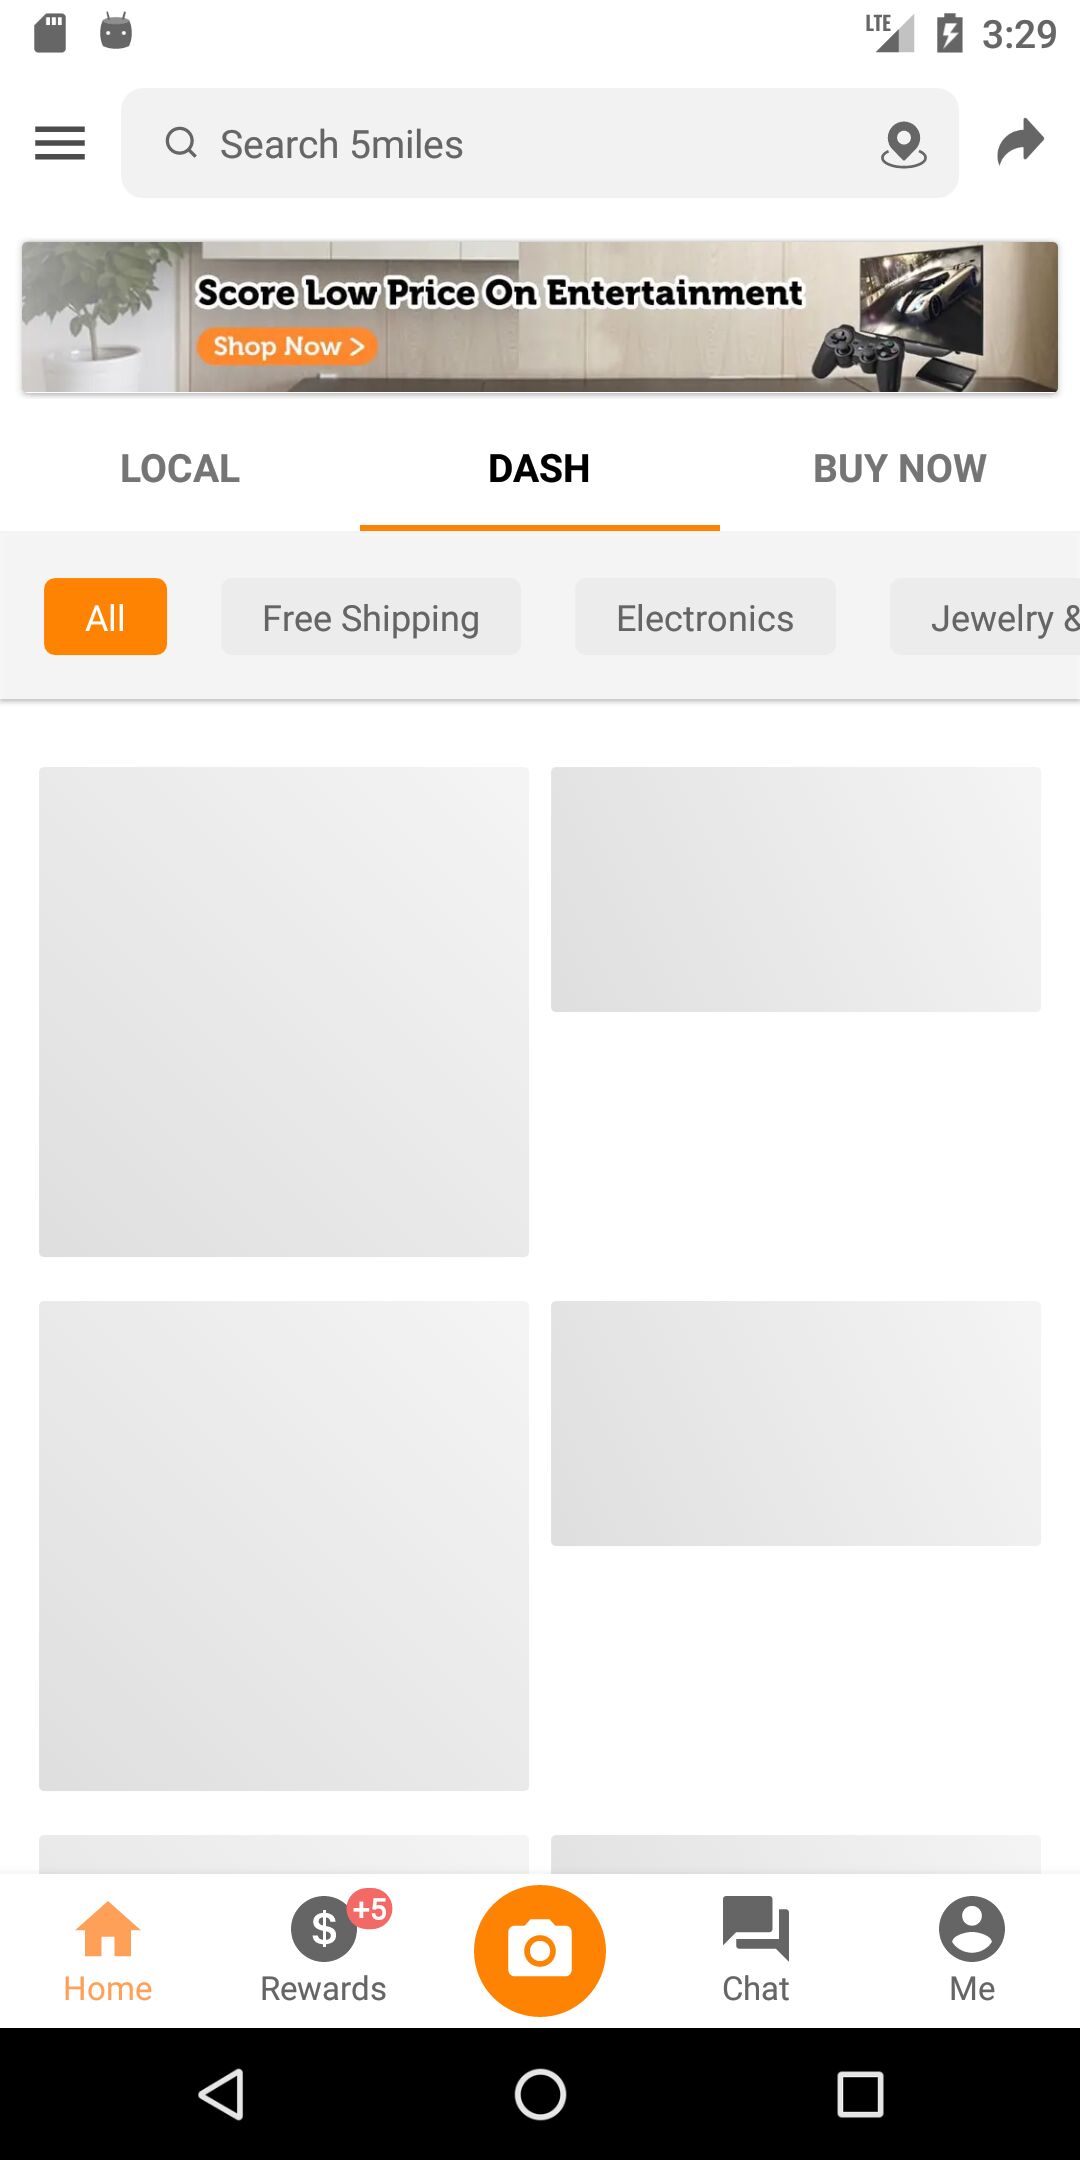 LTE 3:29
Search 5miles
Score Low Price On Entertainment
Shop Now >
LOCAL DASH BUY NOW
All Free Shipping Electronics Jewelry &
$ +5
Home Rewards Chat Me